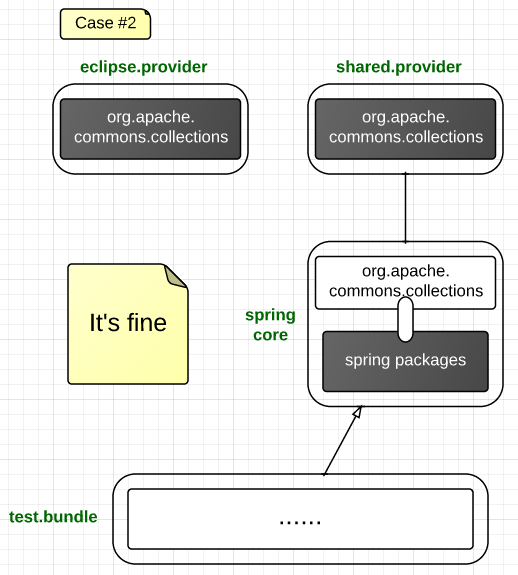 Case #2
eclipse.provider
shared.provider
org.apache.
commons.collections
org.apache.
commons.collections
org.apache.
commons.collections
It's fine
spring
core
spring packages
test.bundle
......